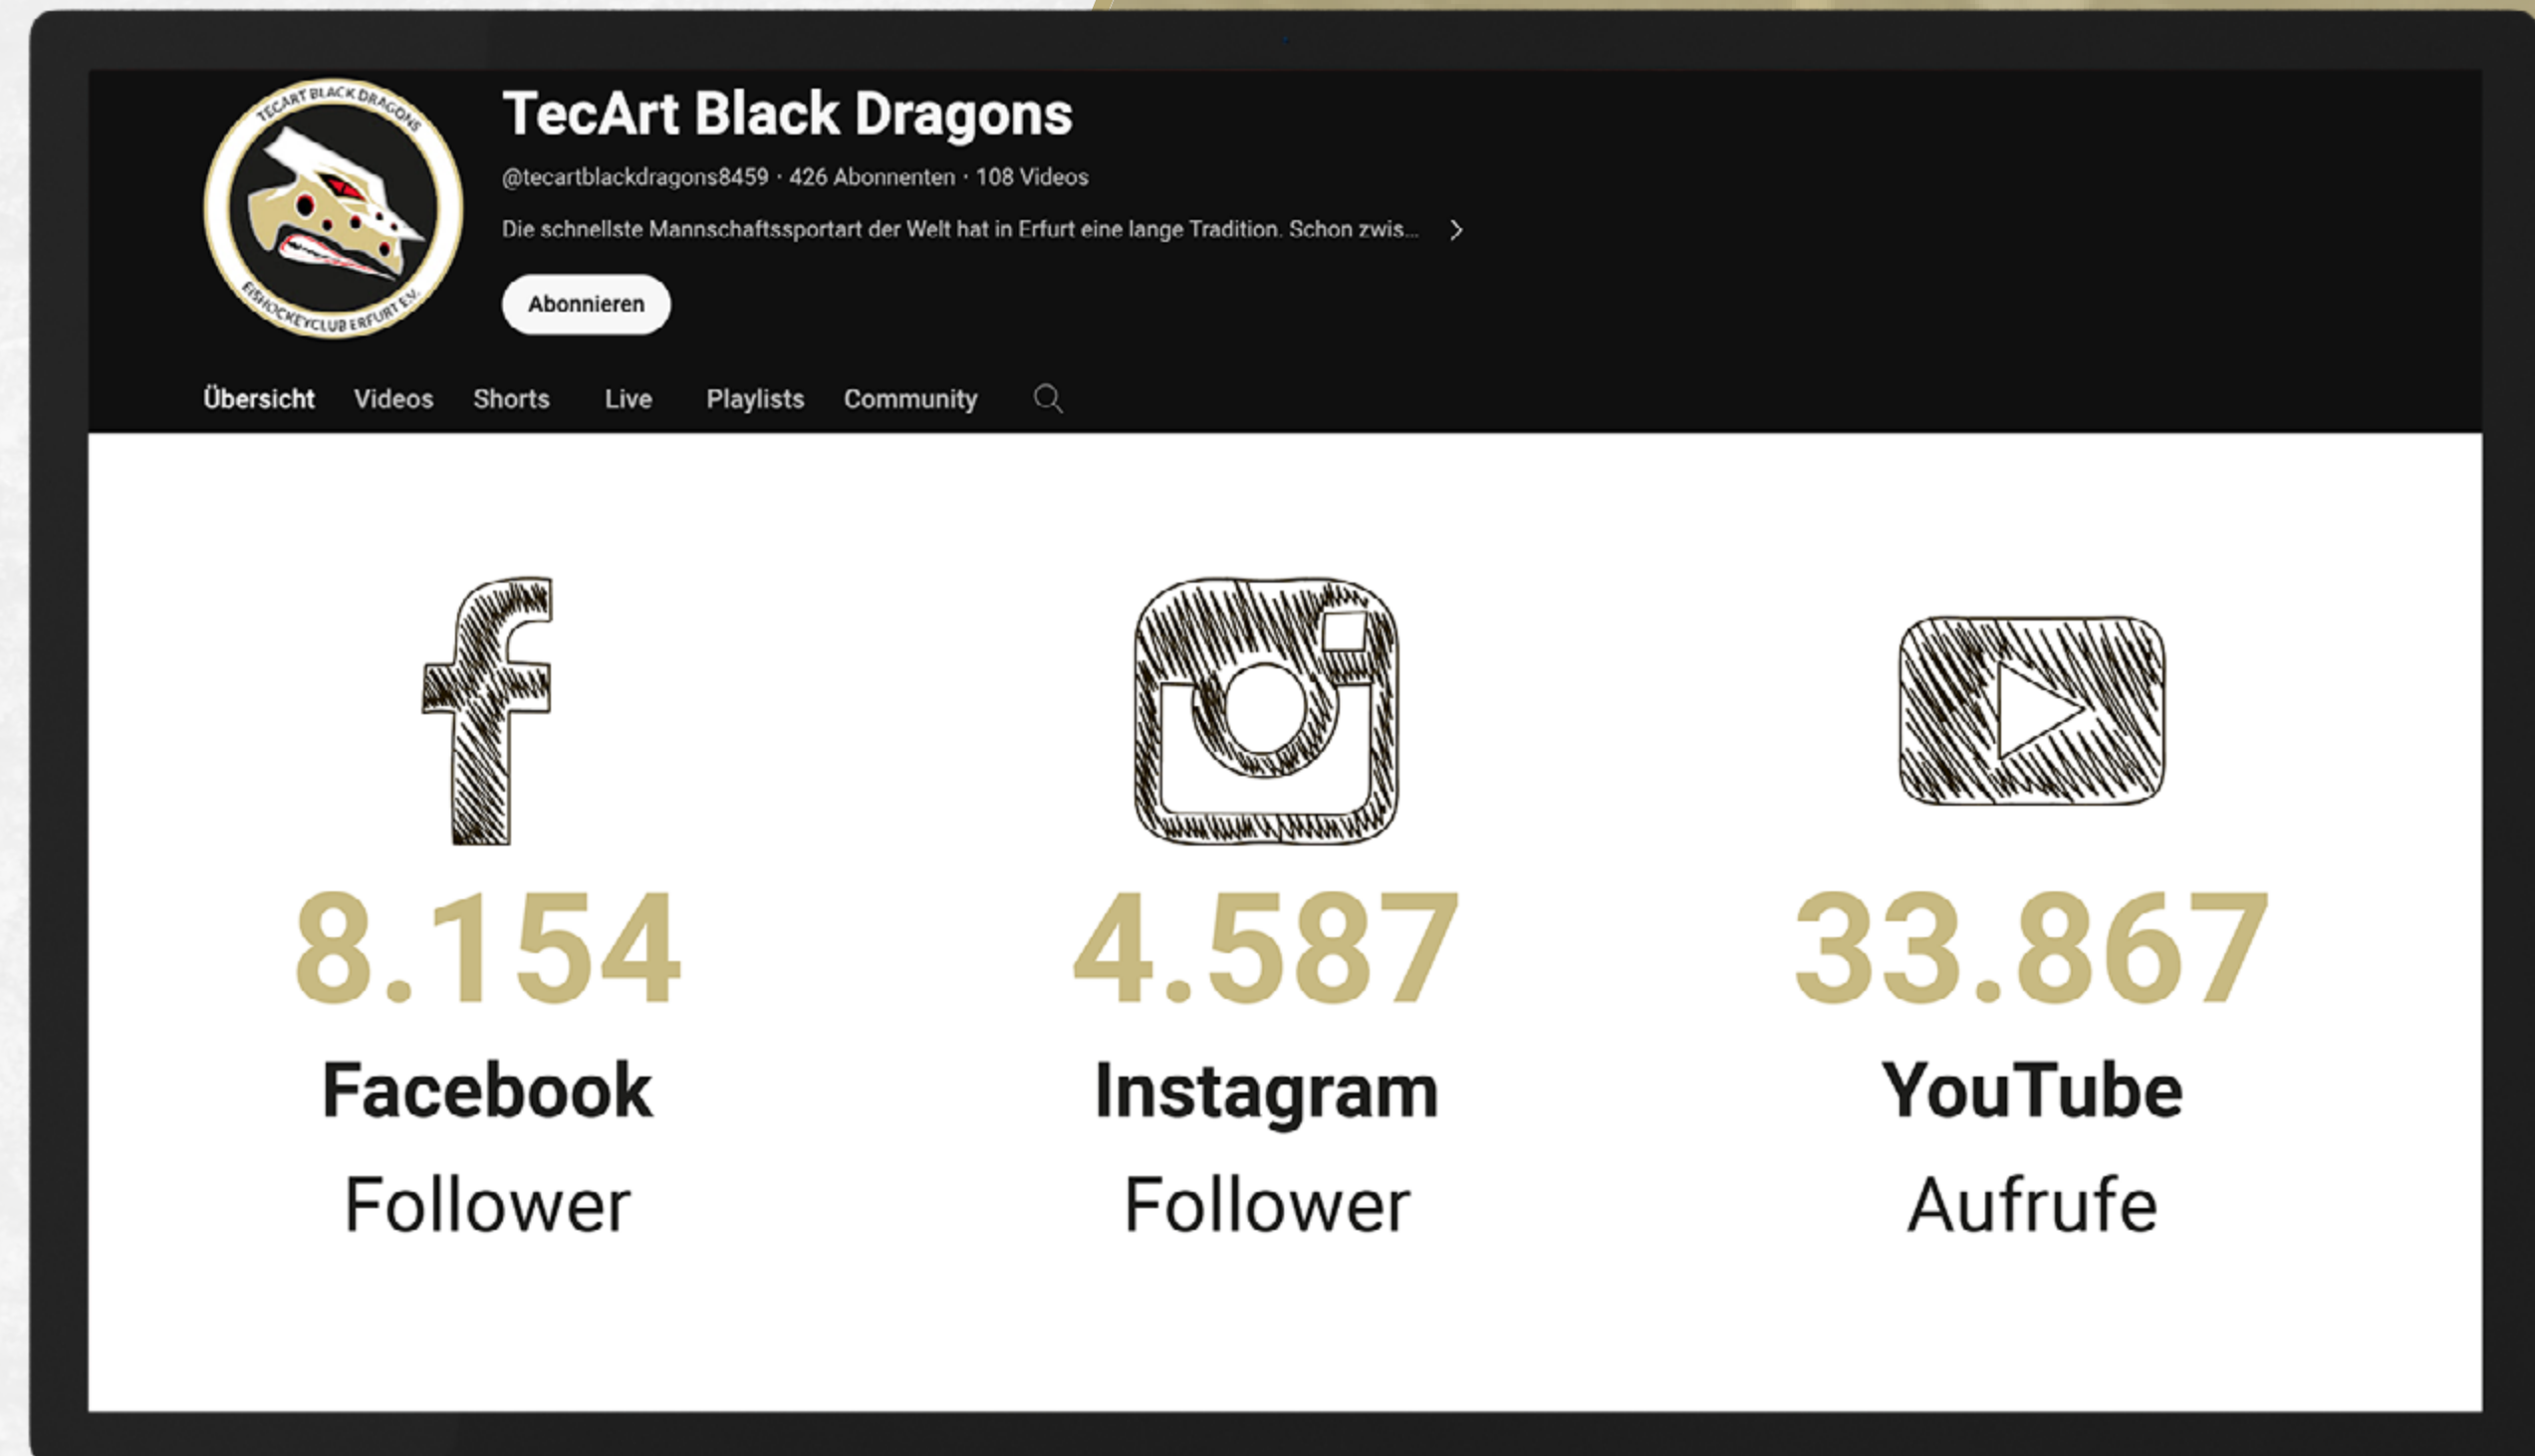 TECART BLACK DRAGONS
EISHOCKEYCLUB ERFURT E.V.
TecArt Black Dragons
@tecartblackdragons8459 · 426 Abonnenten · 108 Videos
Die schnellste Mannschaftssportart der Welt hat in Erfurt eine lange Tradition. Schon zwis...
Abonnieren
Übersicht Videos Shorts Live Playlists Community
8.154 4.587 33.867
Facebook Instagram YouTube
Follower Follower Aufrufe